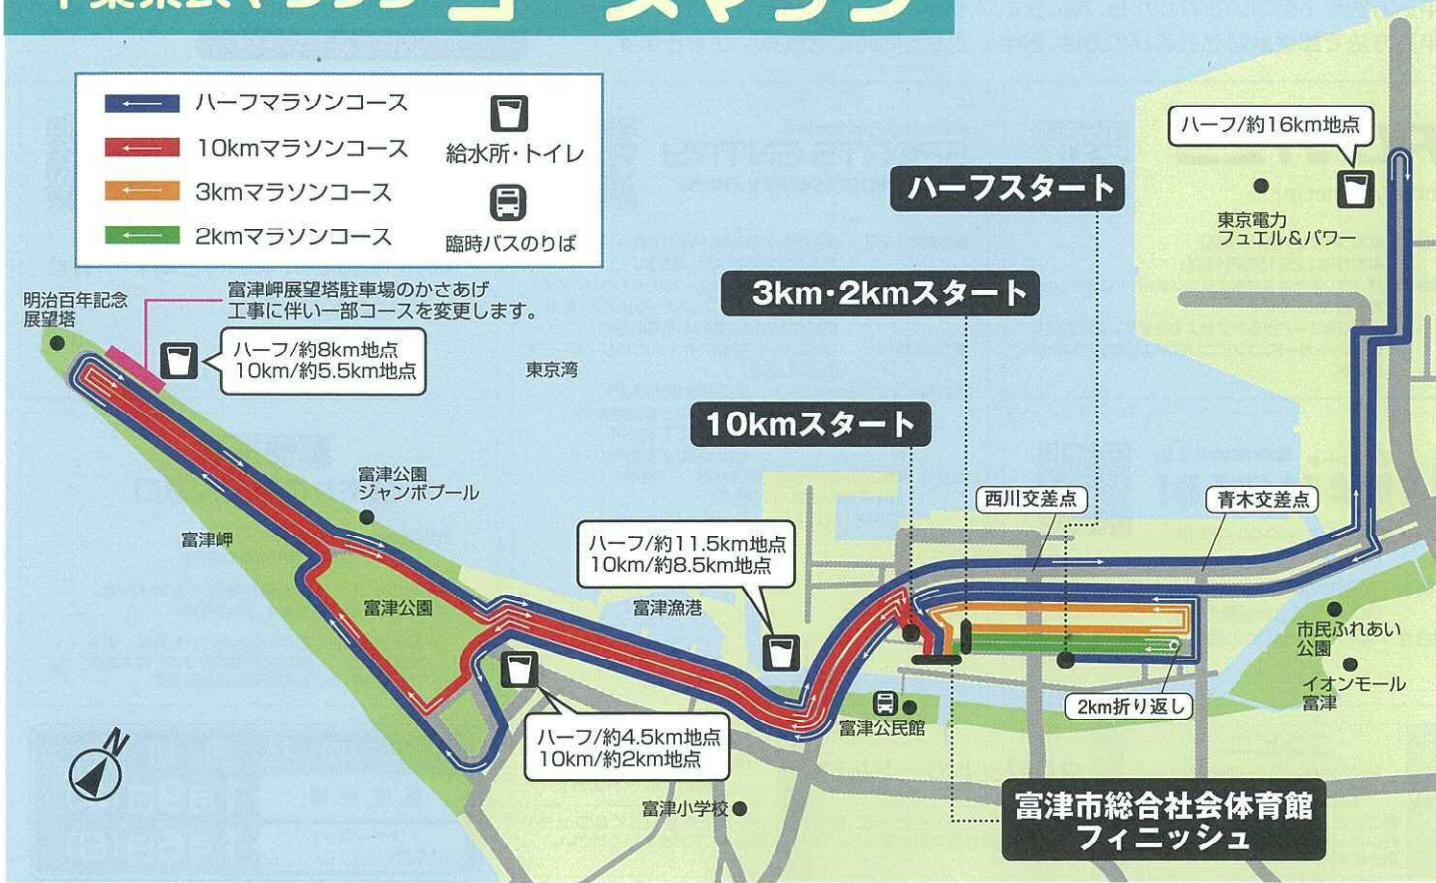 千葉県民マラソン コースマップ
ハーフマラソンコース
10kmマラソンコース
3kmマラソンコース
2kmマラソンコース
給水所・トイレ
臨時バスのりば
明治百年記念
展望塔
富津岬展望塔駐車場のかさあげ
工事に伴い一部コースを変更します。
ハーフ/約8km地点
10km/約5.5km地点
東京湾
ハーフスタート
3km・2kmスタート
10kmスタート
ハーフ/約16km地点
東京電力
フュエル&パワー
富津公園
ジャンボプール
富津岬
富津公園
ハーフ/約11.5km地点
10km/約8.5km地点
富津漁港
西川交差点
青木交差点
市民ふれあい
公園
イオンモール
富津
2km折り返し
富津公民館
ハーフ/約4.5km地点
10km/約2km地点
富津小学校
富津市総合社会体育館
フィニッシュ
N